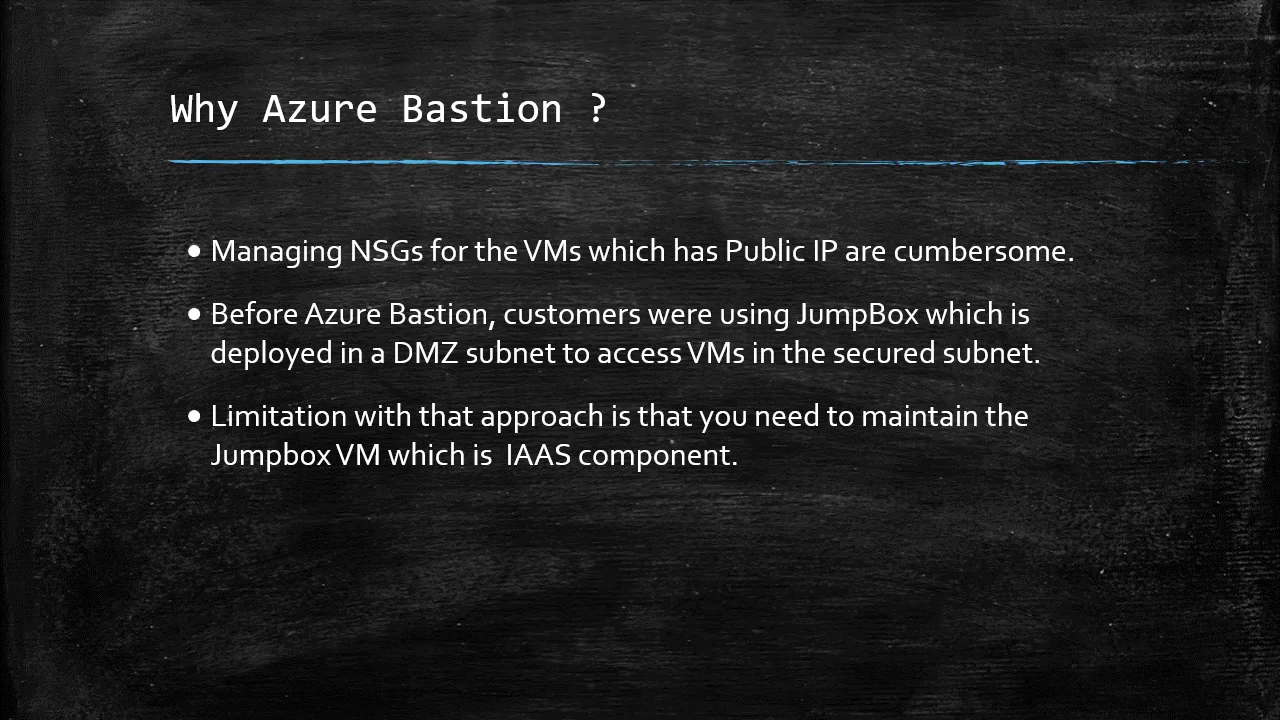 Why Azure Bastion ?
• Managing NSGs for the VMs which has Public IP are cumbersome.
• Before Azure Bastion, customers were using JumpBox which is
deployed in a DMZ subnet to access VMs in the secured subnet.
• Limitation with that approach is that you need to maintain the
Jumpbox VM which is  IAAS component.